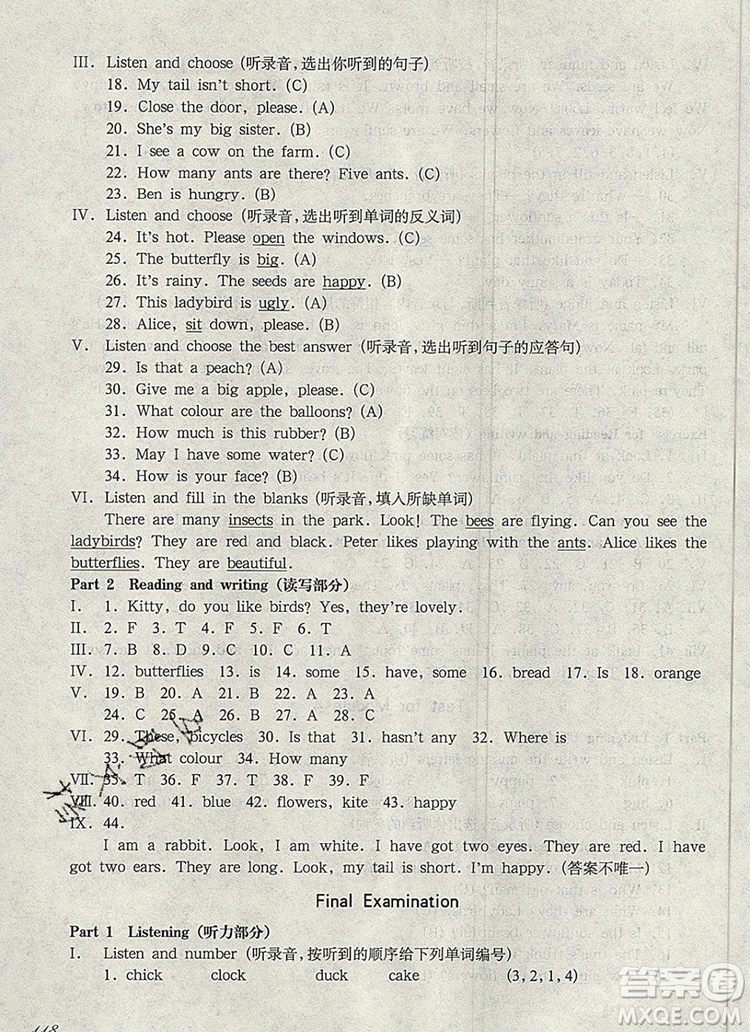 III. Listen and choose (听录音,选出你听到的句子)
18. My tail isn't short. (C)
19. Close the door, please. (A)
20. She's my big sister. (B)
21. I see a cow on the farm. (C)
22. How many ants are there? Five ants. (C)
23. Ben is hungry. (B)
IV. Listen and choose (听录音,选出听到单词的反义词)
24. It's hot. Please open the windows. (C)
25. The butterfly is big. (A)
26. It's rainy. The seeds are happy. (C)
27. This ladybird is ugly. (A)
28. Alice, sit down, please. (B)
V. Listen and choose the best answer (听录音,选出听到句子的应答句)
29. Is that a peach? (A)
30. Give me a big apple, please. (B)
31. What colour are the balloons? (A)
32. How much is this rubber? (B)
33. May I have some water? (A)
34. How is your face? (B)
VI. Listen and fill in the blanks (听录音,填入所缺单词)
There are many insects in the park. Look! The bees are flying. Can you see the
ladybirds? They are red and black. Peter likes playing with the ants. Alice likes the
butterflies. They are beautiful.
Part 2 Reading and writing (读写部分)
I. 1. Kitty, do you like birds? Yes, they're lovely.
II. 2. F 3. T 4. F 5. T 6. T
III. 7. B 8. D 9. C 10. C 11. A
IV. 12. butterflies 13. is 14. some 15. have, some 16. in 17. is 18. orange
V. 19. B 20. A 21. A 22. A 23. B
24. C 25. B 26. A 27. A 28. C
VI. 29. These, bicycles 30. Is this 31. hasn't any 32. Where is
33. What colour 34. How many
VII. 35. T 36. F 37. F 38. T 39. F
VIII. 40. red 41. blue 42. flowers, kite 43. happy
IX. 44.
I am a rabbit. Look, I am white. I have got two eyes. They are red. I have
got two ears. They are long. Look, my tail is short. I'm happy. (答案不唯一)
Final Examination
Part 1 Listening (听力部分)
I. Listen and number (听录音,按听到的顺序给下列单词编号)
1. chick clock duck cake (3,2,1,4)
118
答案圈
MXQE.COM